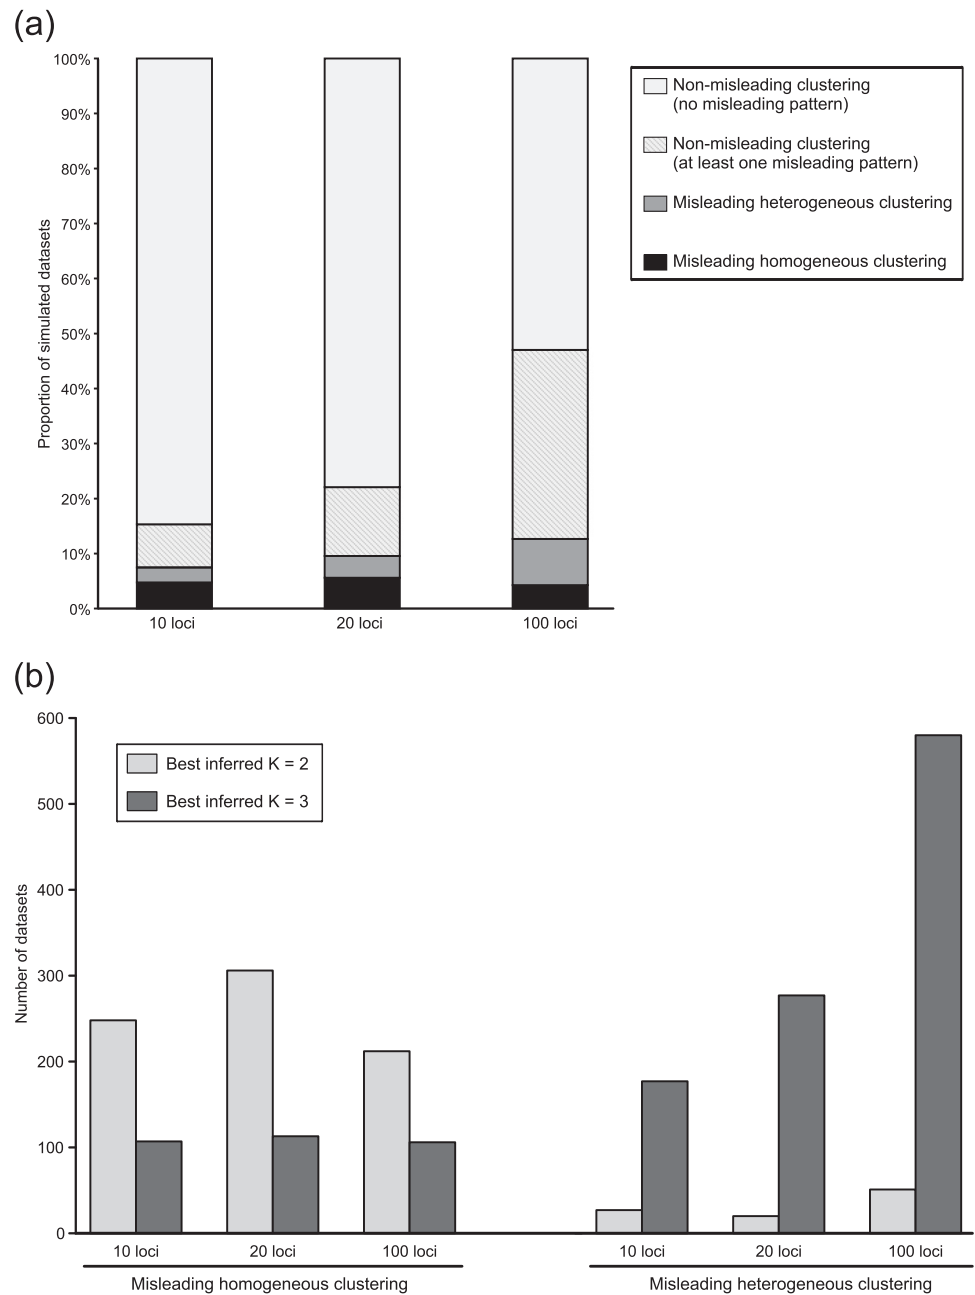 (a)
100%
90%
80%
70%
60%
50%
40%
30%
20%
10%
0%
Proportion of simulated datasets
10 loci
20 loci
100 loci
Non-misleading clustering
(no misleading pattern)
Non-misleading clustering
(at least one misleading pattern)
Misleading heterogeneous clustering
Misleading homogeneous clustering
(b)
600
500
400
300
200
100
0
Number of datasets
Best inferred K = 2
Best inferred K = 3
10 loci
20 loci
100 loci
10 loci
20 loci
100 loci
Misleading homogeneous clustering
Misleading heterogeneous clustering